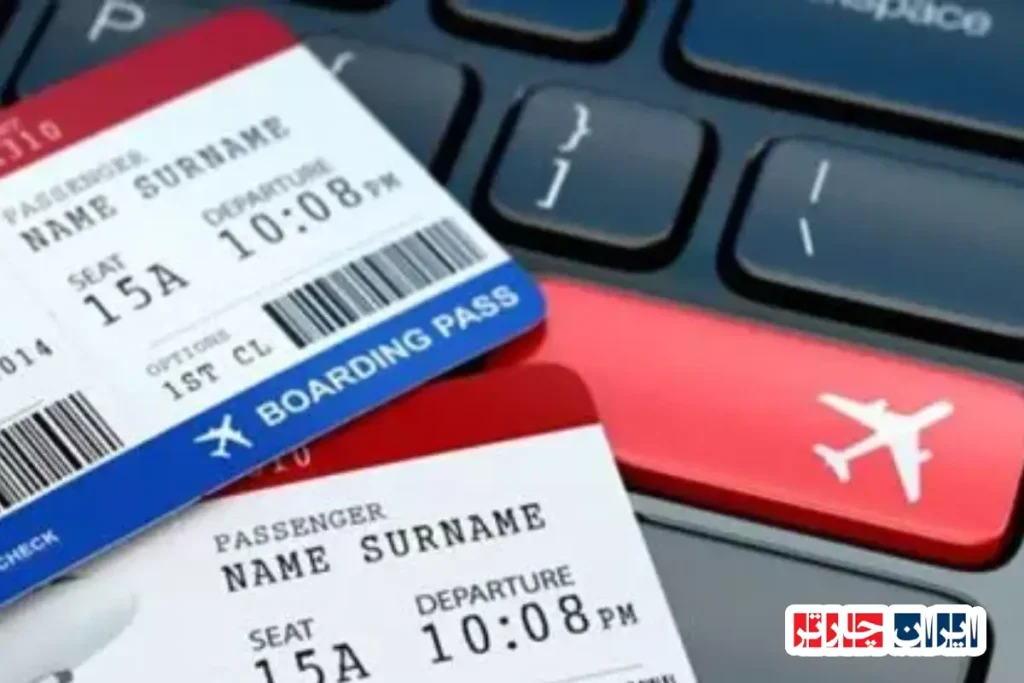 P
space
}
]
|
\
PASSENGER
NAME SURNAME
DEPARTURE
10:08 PM
SEAT
15A
OPTIONS
1ST CL
BOARDING PASS
CHECK
PASSENGER
NAME SURNAME
DEPARTURE
10:08 PM
SEAT
15A
ایران چارتر